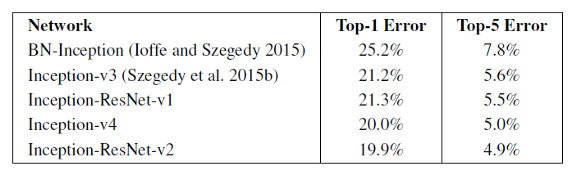 Network Top-1 Error Top-5 Error
BN-Inception (Ioffe and Szegedy 2015) 25.2% 7.8%
Inception-v3 (Szegedy et al. 2015b) 21.2% 5.6%
Inception-ResNet-v1 21.3% 5.5%
Inception-v4 20.0% 5.0%
Inception-ResNet-v2 19.9% 4.9%